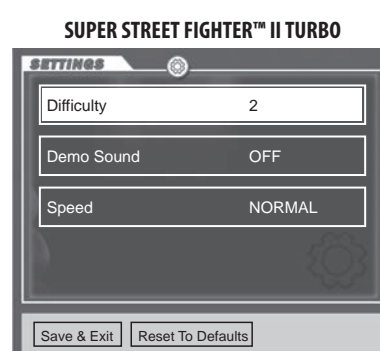 SUPER STREET FIGHTER™ II TURBO
SETTINGS
Difficulty 2
Demo Sound OFF
Speed NORMAL
Save & Exit Reset To Defaults